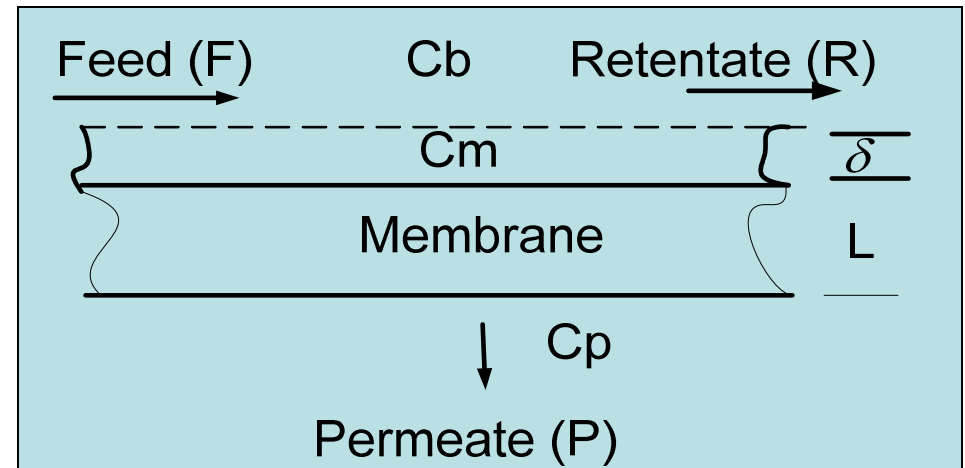 Feed (F) Cb Retentate (R)
Cm δ
Membrane L
Cp
Permeate (P)